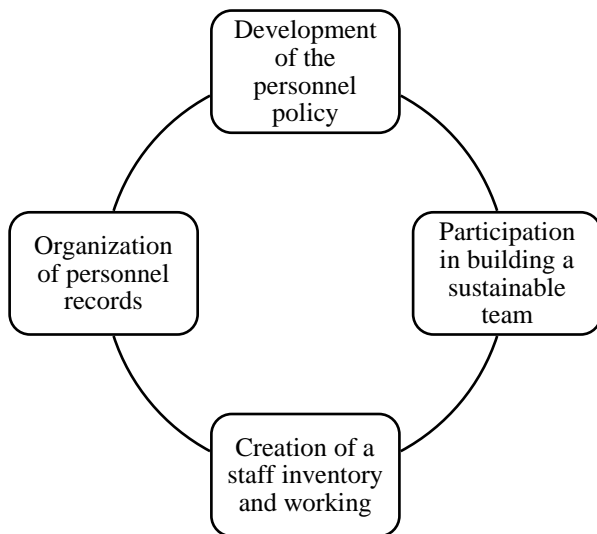 Development
of the
personnel
policy
Organization
of personnel
records
Participation
in building a
sustainable
team
Creation of a
staff inventory
and working